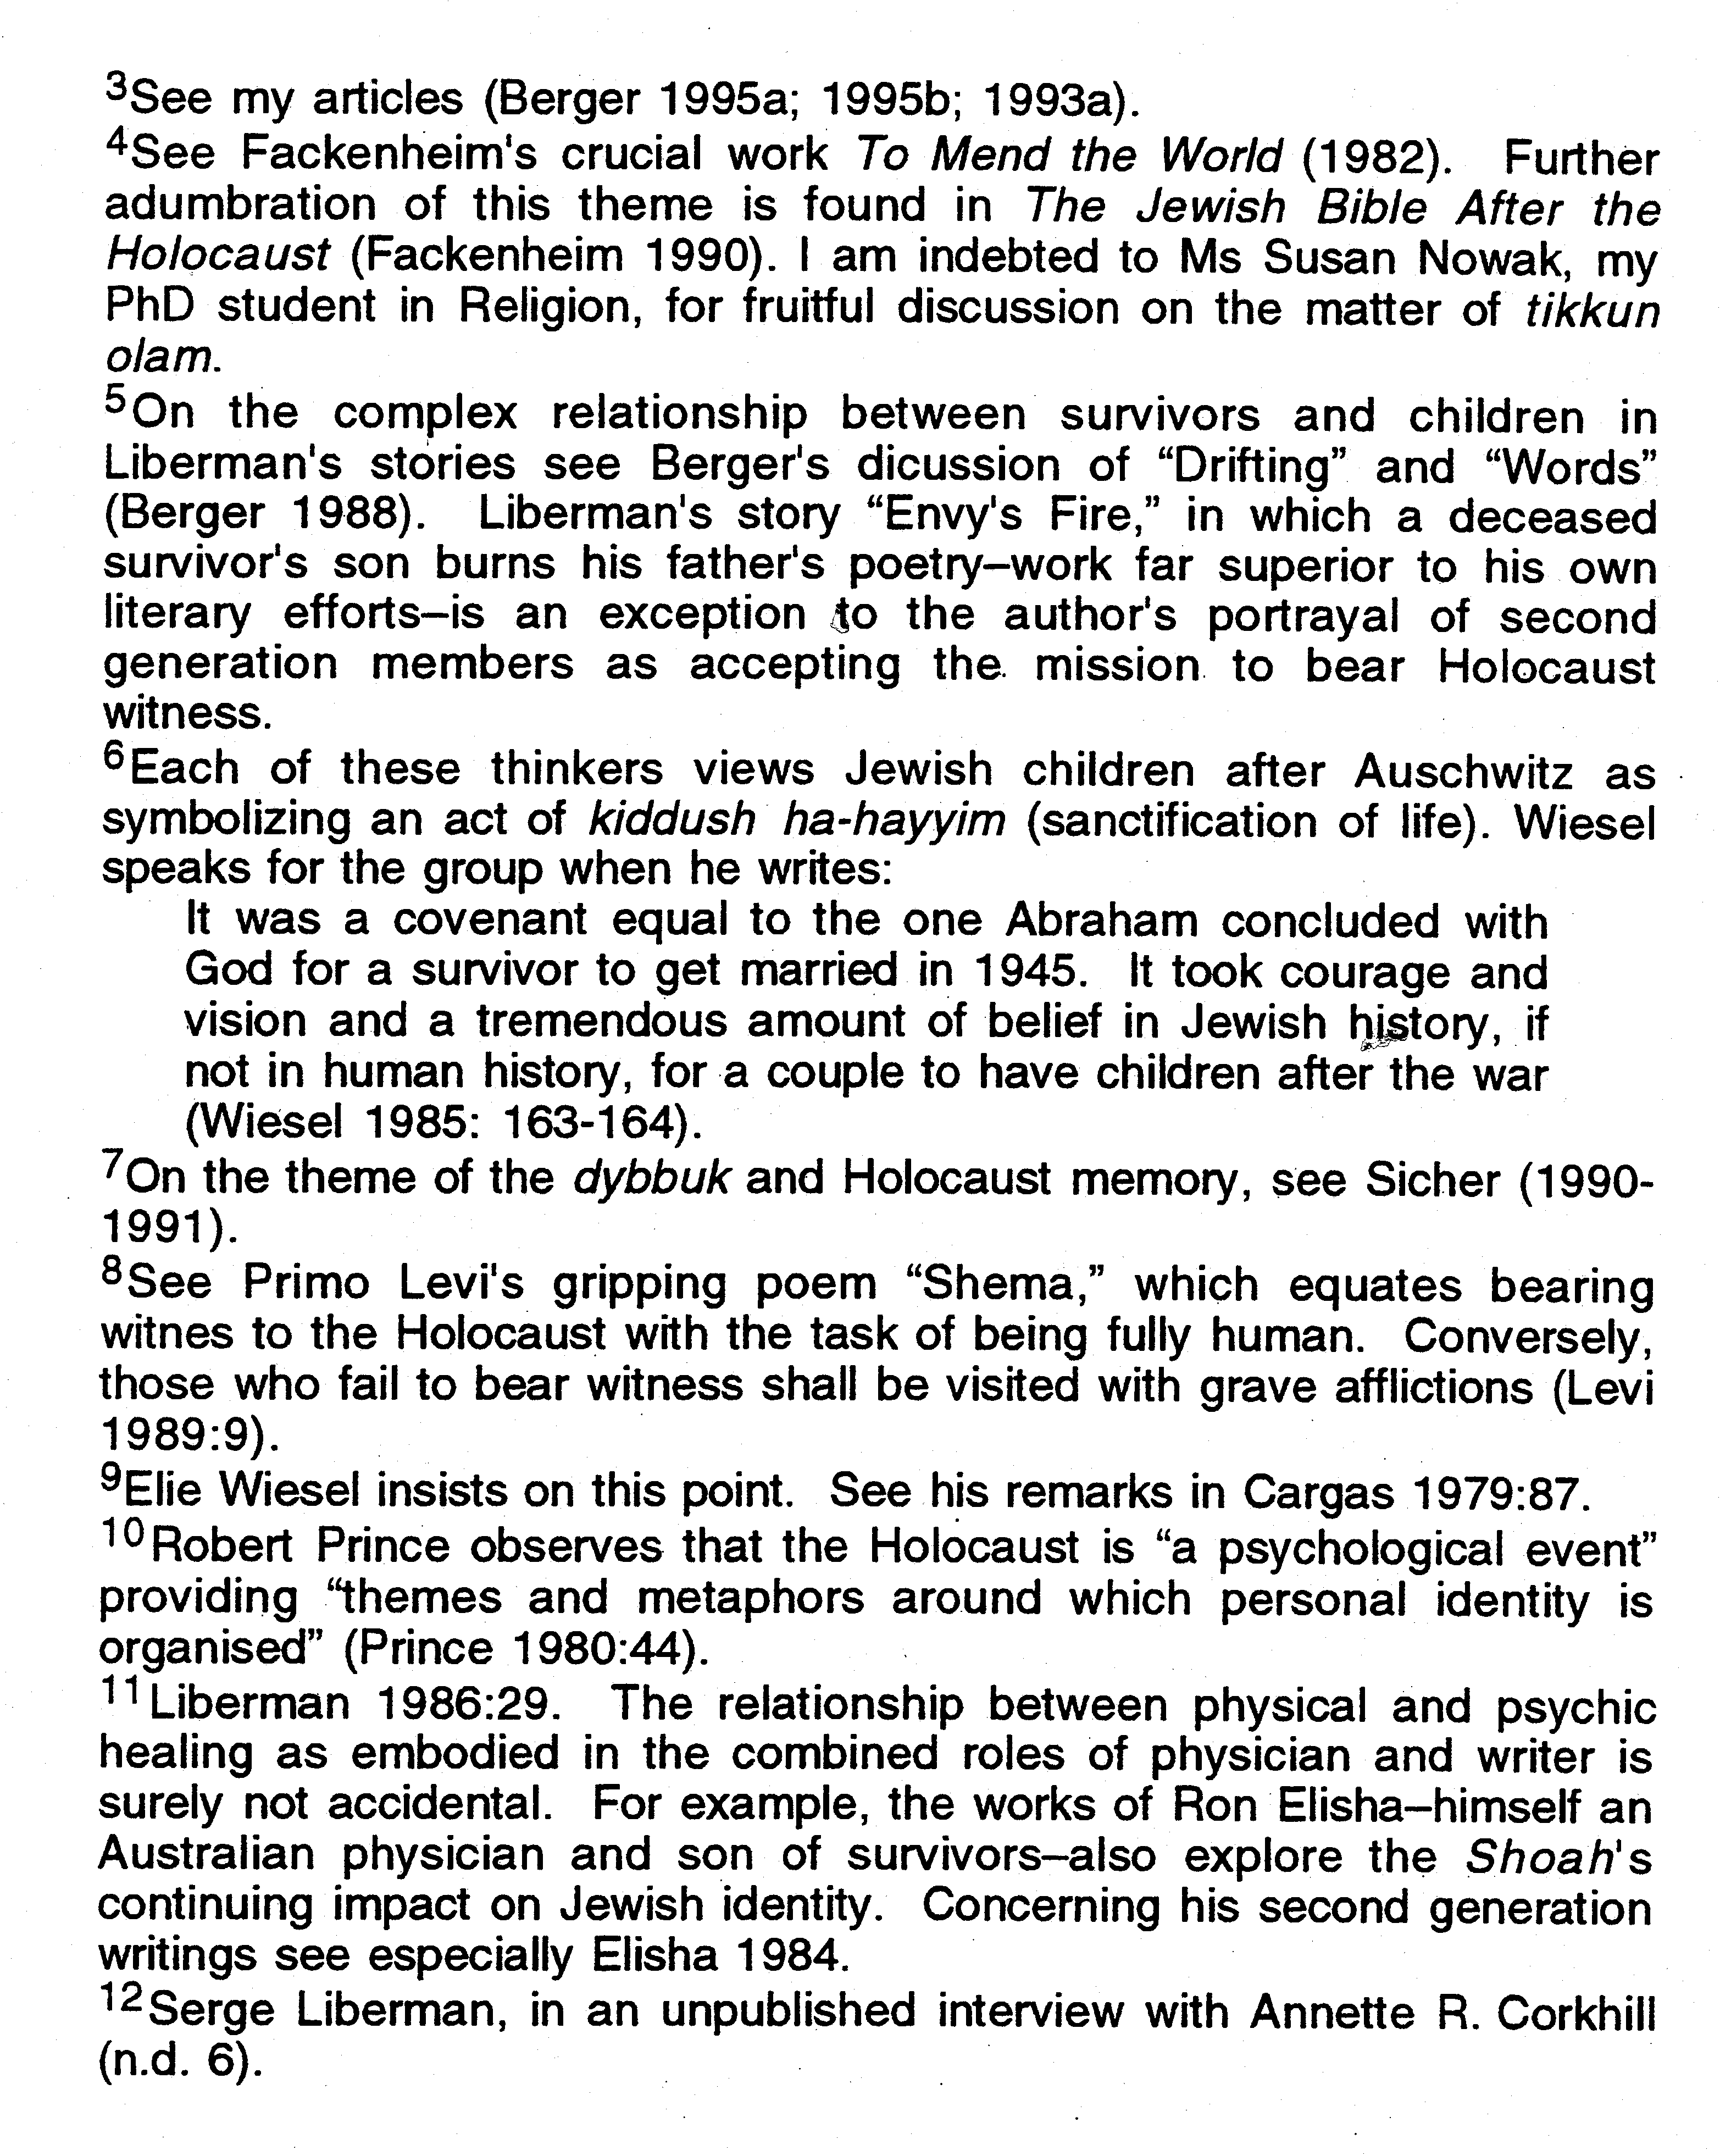 ³See my articles (Berger 1995a; 1995b; 1993a).
⁴See Fackenheim's crucial work To Mend the World (1982). Further
adumbration of this theme is found in The Jewish Bible After the
Holocaust (Fackenheim 1990). I am indebted to Ms Susan Nowak, my
PhD student in Religion, for fruitful discussion on the matter of tikkun
olam.
⁵On the complex relationship between survivors and children in
Liberman's stories see Berger's dicussion of “Drifting” and “Words”
(Berger 1988). Liberman's story “Envy's Fire,” in which a deceased
survivor's son burns his father's poetry–work far superior to his own
literary efforts–is an exception to the author's portrayal of second
generation members as accepting the mission to bear Holocaust
witness.
⁶Each of these thinkers views Jewish children after Auschwitz as
symbolizing an act of kiddush ha-hayyim (sanctification of life). Wiesel
speaks for the group when he writes:
It was a covenant equal to the one Abraham concluded with
God for a survivor to get married in 1945. It took courage and
vision and a tremendous amount of belief in Jewish history, if
not in human history, for a couple to have children after the war
(Wiesel 1985: 163-164).
⁷On the theme of the dybbuk and Holocaust memory, see Sicher (1990-
1991).
⁸See Primo Levi's gripping poem “Shema,” which equates bearing
witnes to the Holocaust with the task of being fully human. Conversely,
those who fail to bear witness shall be visited with grave afflictions (Levi
1989:9).
⁹Elie Wiesel insists on this point. See his remarks in Cargas 1979:87.
¹⁰Robert Prince observes that the Holocaust is “a psychological event”
providing “themes and metaphors around which personal identity is
organised” (Prince 1980:44).
¹¹Liberman 1986:29. The relationship between physical and psychic
healing as embodied in the combined roles of physician and writer is
surely not accidental. For example, the works of Ron Elisha–himself an
Australian physician and son of survivors–also explore the Shoah's
continuing impact on Jewish identity. Concerning his second generation
writings see especially Elisha 1984.
¹²Serge Liberman, in an unpublished interview with Annette R. Corkhill
(n.d. 6).